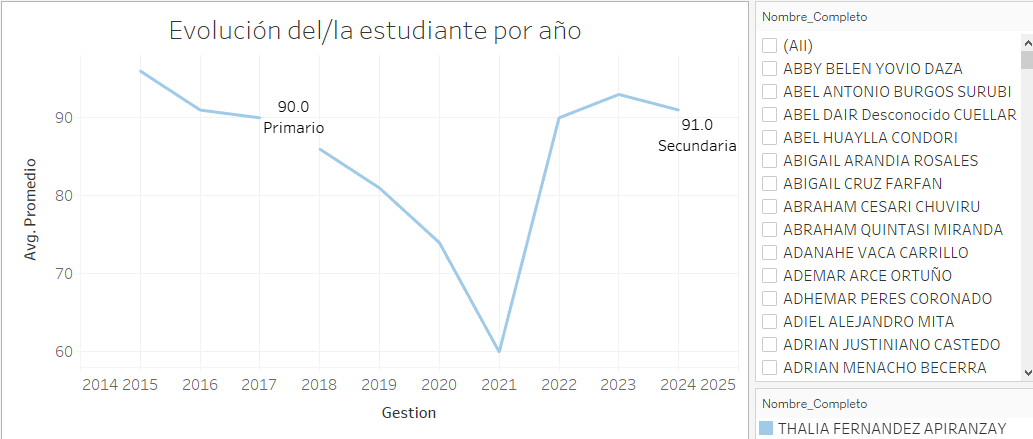 Evolución del/la estudiante por año
Avg. Promedio
90
80
70
60
90.0
Primario
91.0
Secundaria
2014 2015 2016 2017 2018 2019 2020 2021 2022 2023 2024 2025
Gestion
Nombre_Completo
(All)
ABBY BELEN YOVIO DAZA
ABEL ANTONIO BURGOS SURUBI
ABEL DAIR Desconocido CUELLAR
ABEL HUAYLLA CONDORI
ABIGAIL ARANDIA ROSALES
ABIGAIL CRUZ FARFAN
ABRAHAM CESARI CHUVIRU
ABRAHAM QUINTASI MIRANDA
ADANAHE VACA CARRILLO
ADEMAR ARCE ORTUÑO
ADHEMAR PERES CORONADO
ADIEL ALEJANDRO MITA
ADRIAN JUSTINIANO CASTEDO
ADRIAN MENACHO BECERRA
Nombre_Completo
THALIA FERNANDEZ APIRANZAY